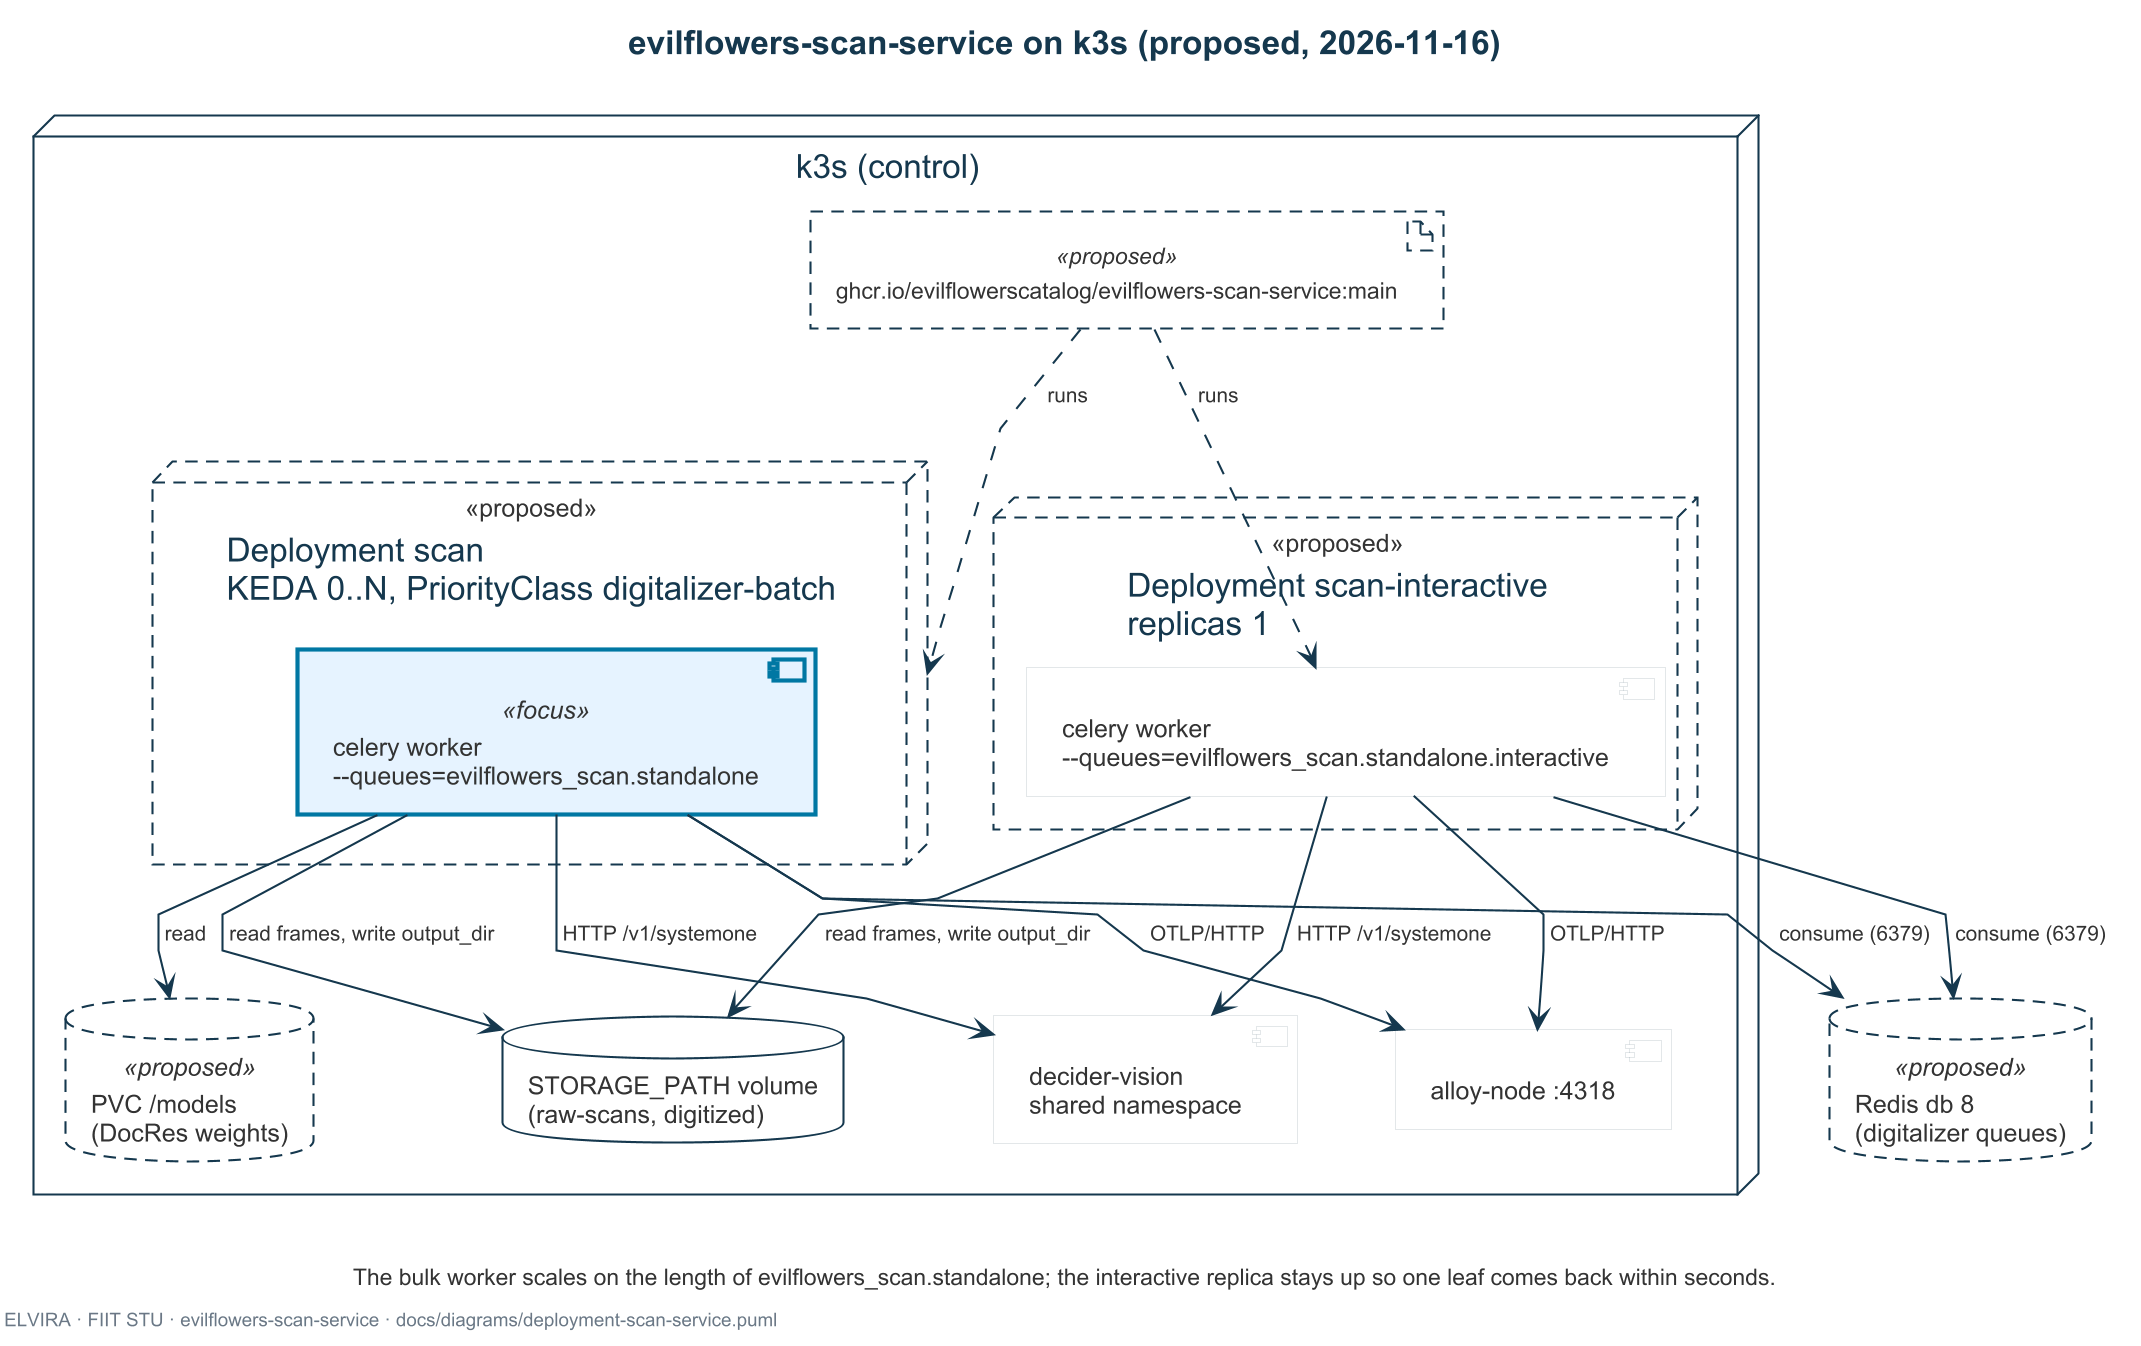 evilflowers-scan-service on k3s (proposed, 2026-11-16)
k3s (control)
«proposed»
ghcr.io/evilflowerscatalog/evilflowers-scan-service:main
runs
runs
«proposed»
Deployment scan
KEDA 0..N, PriorityClass digitalizer-batch
«focus»
celery worker
--queues=evilflowers_scan.standalone
«proposed»
Deployment scan-interactive
replicas 1
celery worker
--queues=evilflowers_scan.standalone.interactive
read
read frames, write output_dir
HTTP /v1/systemone
read frames, write output_dir
OTLP/HTTP
HTTP /v1/systemone
OTLP/HTTP
consume (6379)
consume (6379)
«proposed»
PVC /models
(DocRes weights)
STORAGE_PATH volume
(raw-scans, digitized)
decider-vision
shared namespace
alloy-node :4318
«proposed»
Redis db 8
(digitalizer queues)
The bulk worker scales on the length of evilflowers_scan.standalone; the interactive replica stays up so one leaf comes back within seconds.
ELVIRA · FIIT STU · evilflowers-scan-service · docs/diagrams/deployment-scan-service.puml